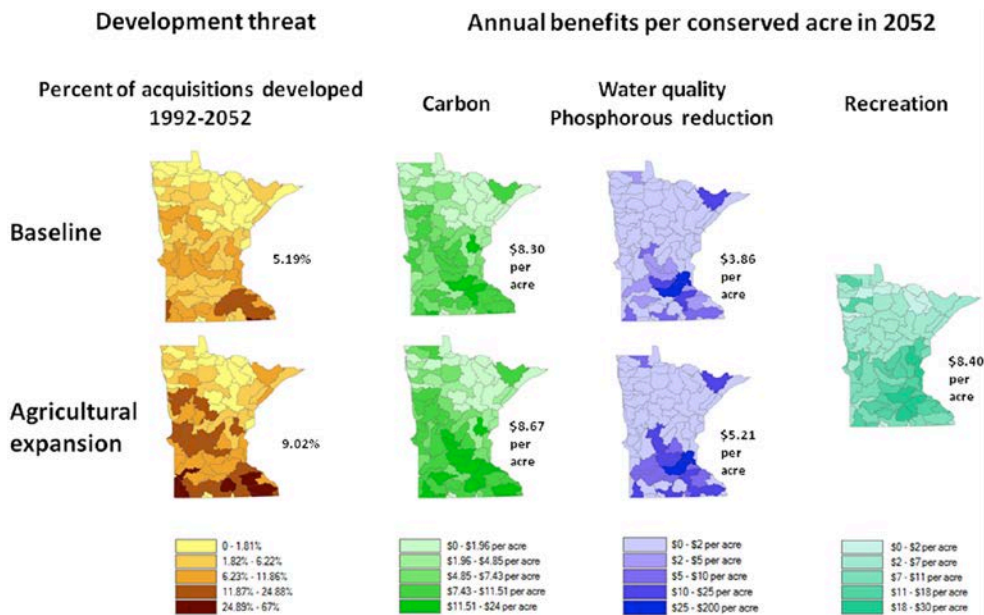 Development threat
Annual benefits per conserved acre in 2052
Percent of acquisitions developed
1992-2052
Carbon
Water quality
Phosphorous reduction
Recreation
Baseline
5.19%
$8.30
per
acre
$3.86
per
acre
$8.40
per
acre
Agricultural
expansion
9.02%
$8.67
per
acre
$5.21
per
acre
0 - 1.81%
1.82% - 6.22%
6.23% - 11.86%
11.87% - 24.88%
24.89% - 67%
$0 - $1.96 per acre
$1.96 - $4.85 per acre
$4.85 - $7.43 per acre
$7.43 - $11.51 per acre
$11.51 - $24 per acre
$0 - $2 per acre
$2 - $5 per acre
$5 - $10 per acre
$10 - $25 per acre
$25 - $200 per acre
$0 - $2 per acre
$2 - $7 per acre
$7 - $11 per acre
$11 - $18 per acre
$18 - $30 per acre